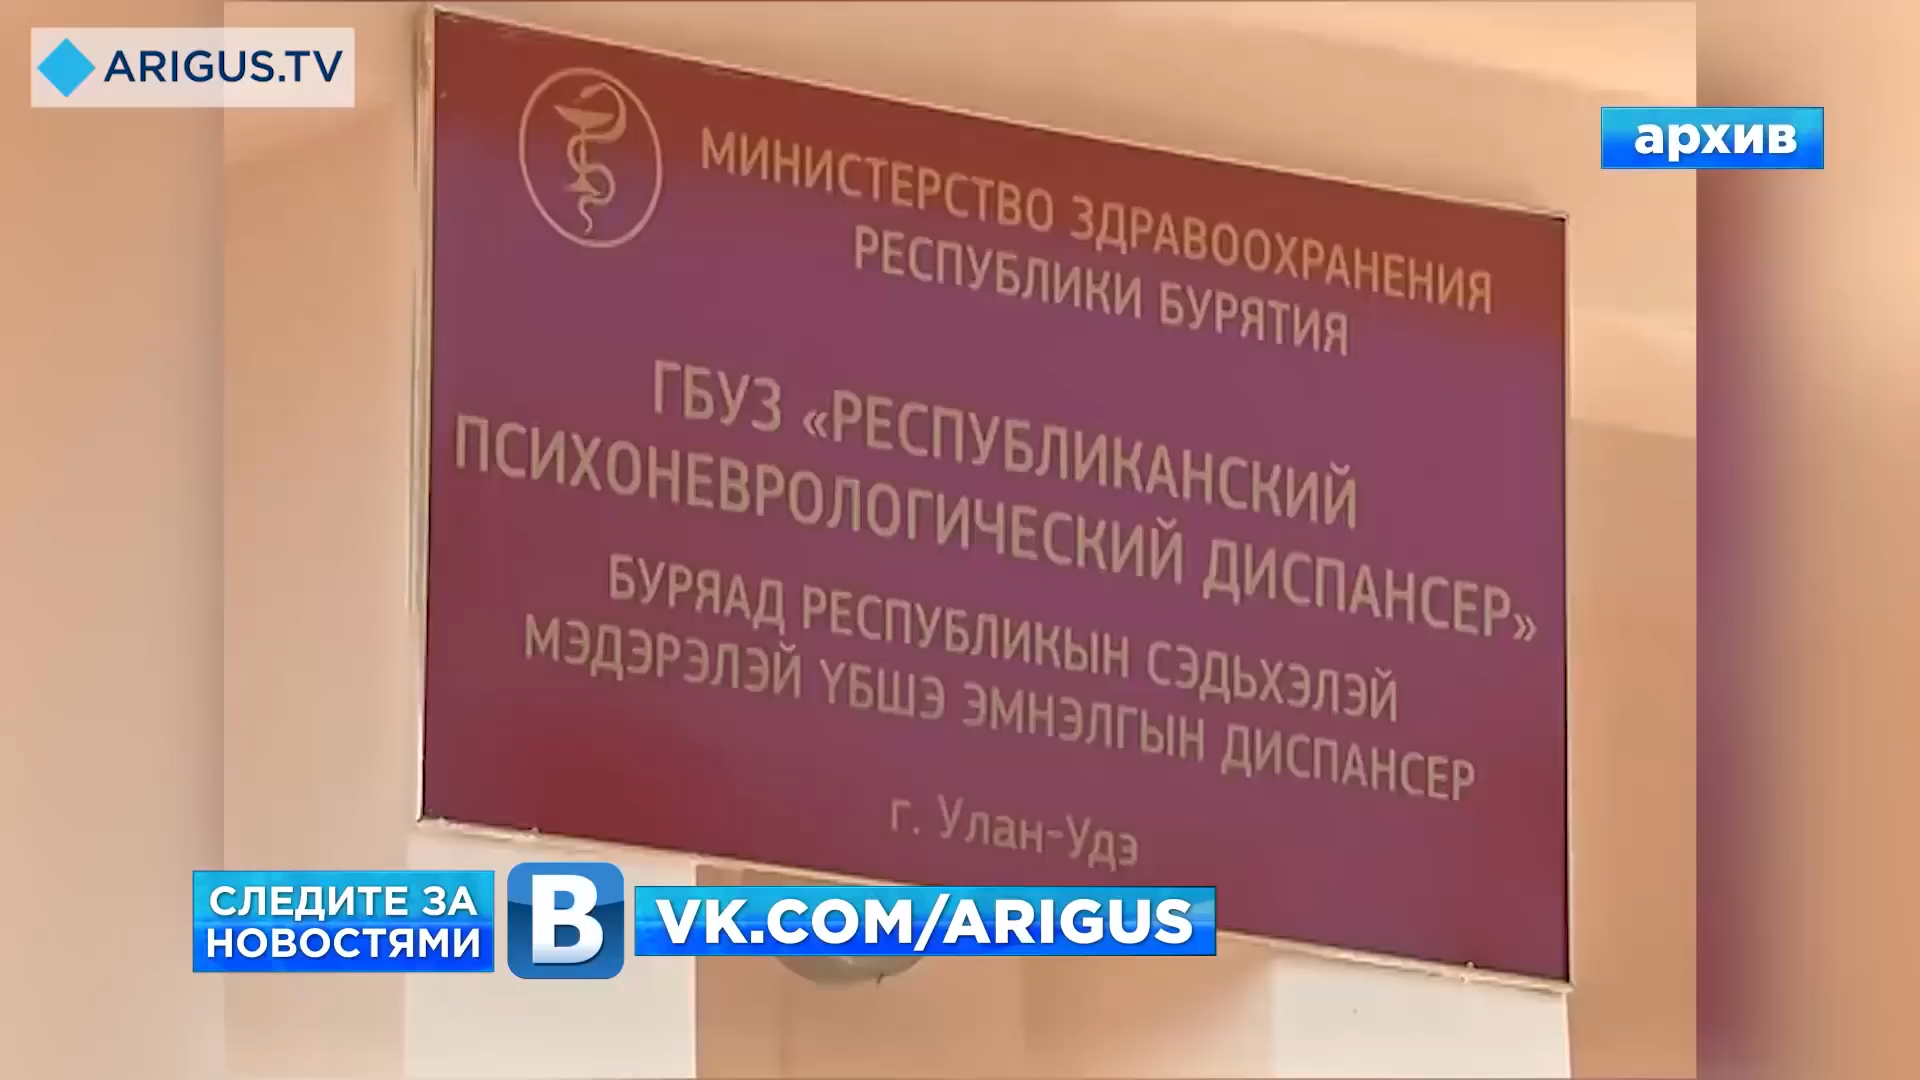 ARIGUS.TV
архив
МИНИСТЕРСТВО ЗДРАВООХРАНЕНИЯ
РЕСПУБЛИКИ БУРЯТИЯ
ГБУЗ «РЕСПУБЛИКАНСКИЙ
ПСИХОНЕВРОЛОГИЧЕСКИЙ ДИСПАНСЕР»
БУРЯАД РЕСПУБЛИКЫН СЭДЬХЭЛЭЙ
МЭДЭРЭЛЭЙ ҮБШЭ ЭМНЭЛГЫН ДИСПАНСЕР
г. Улан-Удэ
СЛЕДИТЕ ЗА
НОВОСТЯМИ
В
VK.COM/ARIGUS